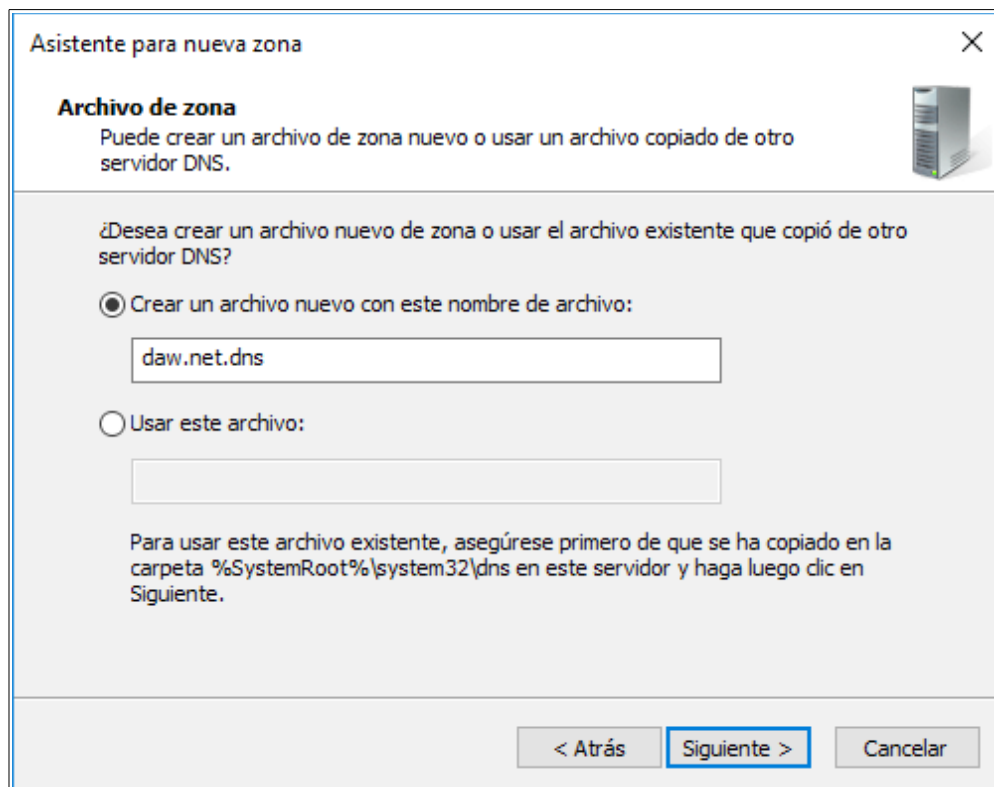 Asistente para nueva zona
Archivo de zona
Puede crear un archivo de zona nuevo o usar un archivo copiado de otro
servidor DNS.
¿Desea crear un archivo nuevo de zona o usar el archivo existente que copió de otro
servidor DNS?
Crear un archivo nuevo con este nombre de archivo:
daw.net.dns
Usar este archivo:
Para usar este archivo existente, asegúrese primero de que se ha copiado en la
carpeta %SystemRoot%\system32\dns en este servidor y haga luego clic en
Siguiente.
< Atrás
Siguiente >
Cancelar